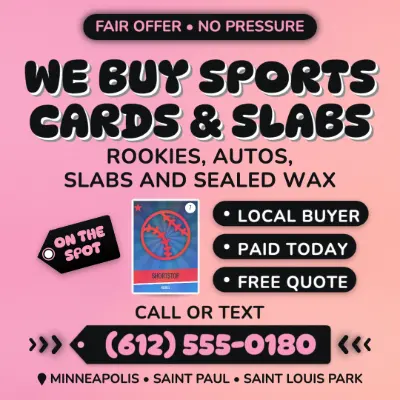 FAIR OFFER • NO PRESSURE
WE BUY SPORTS
CARDS & SLABS
ROOKIES, AUTOS,
SLABS AND SEALED WAX
ON THE
SPOT
SHORTSTOP
• LOCAL BUYER
• PAID TODAY
• FREE QUOTE
CALL OR TEXT
(612) 555-0180
MINNEAPOLIS • SAINT PAUL • SAINT LOUIS PARK